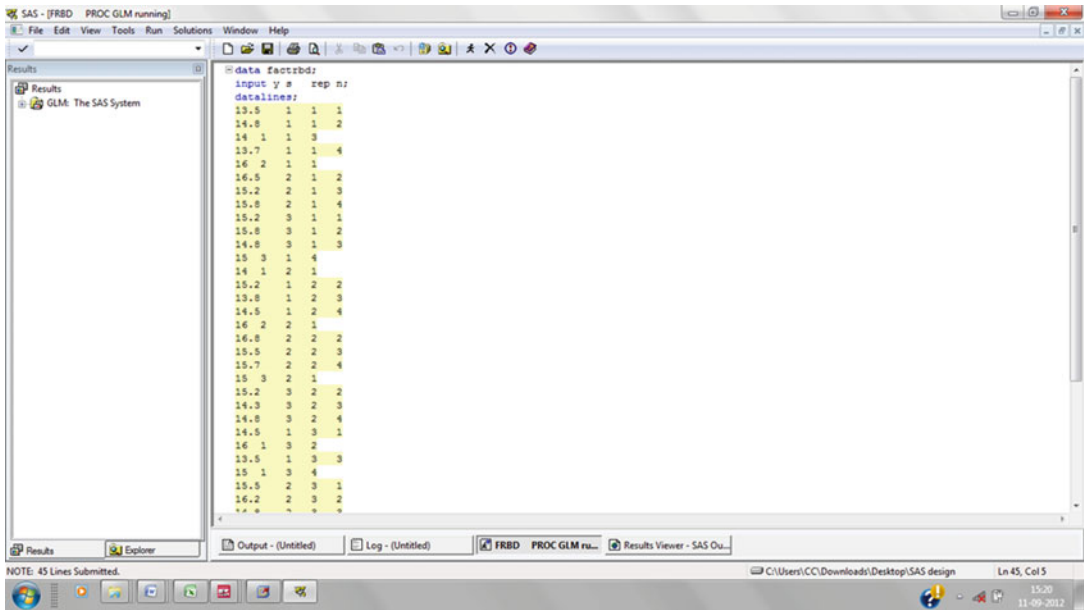 SAS - [FRBD PROC GLM running]
File Edit View Tools Run Solutions Window Help
Results
Results
GLM: The SAS System
data factrbd;
input y s rep n;
datalines;
13.5 1 1 1
14.8 1 1 2
14 1 1 3
13.7 1 1 4
16 2 1 1
16.5 2 1 2
15.2 2 1 3
15.8 2 1 4
15.2 3 1 1
15.8 3 1 2
14.8 3 1 3
15 3 1 4
14 1 2 1
15.2 1 2 2
13.8 1 2 3
14.5 1 2 4
16 2 2 1
16.8 2 2 2
15.5 2 2 3
15.7 2 2 4
15 3 2 1
15.2 3 2 2
14.3 3 2 3
14.8 3 2 4
14.5 1 3 1
16 1 3 2
13.5 1 3 3
15 1 3 4
15.5 2 3 1
16.2 2 3 2
Results Explorer
Output - (Untitled) Log - (Untitled) FRBD PROC GLM ru... Results Viewer - SAS Ou...
NOTE: 45 Lines Submitted. C:\Users\CC\Downloads\Desktop\SAS design Ln 45, Col 5
15:20
11-09-2012